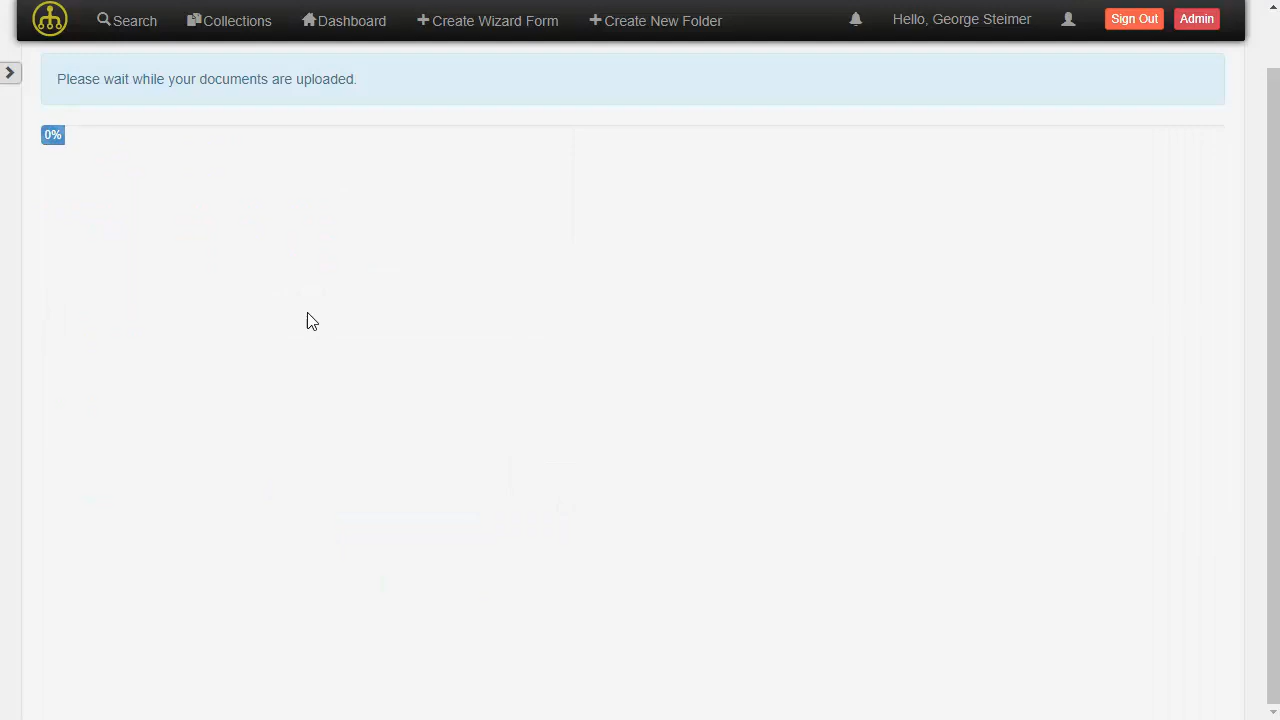 Search Collections Dashboard Create Wizard Form Create New Folder Hello, George Steimer Sign Out Admin
Please wait while your documents are uploaded.
0%